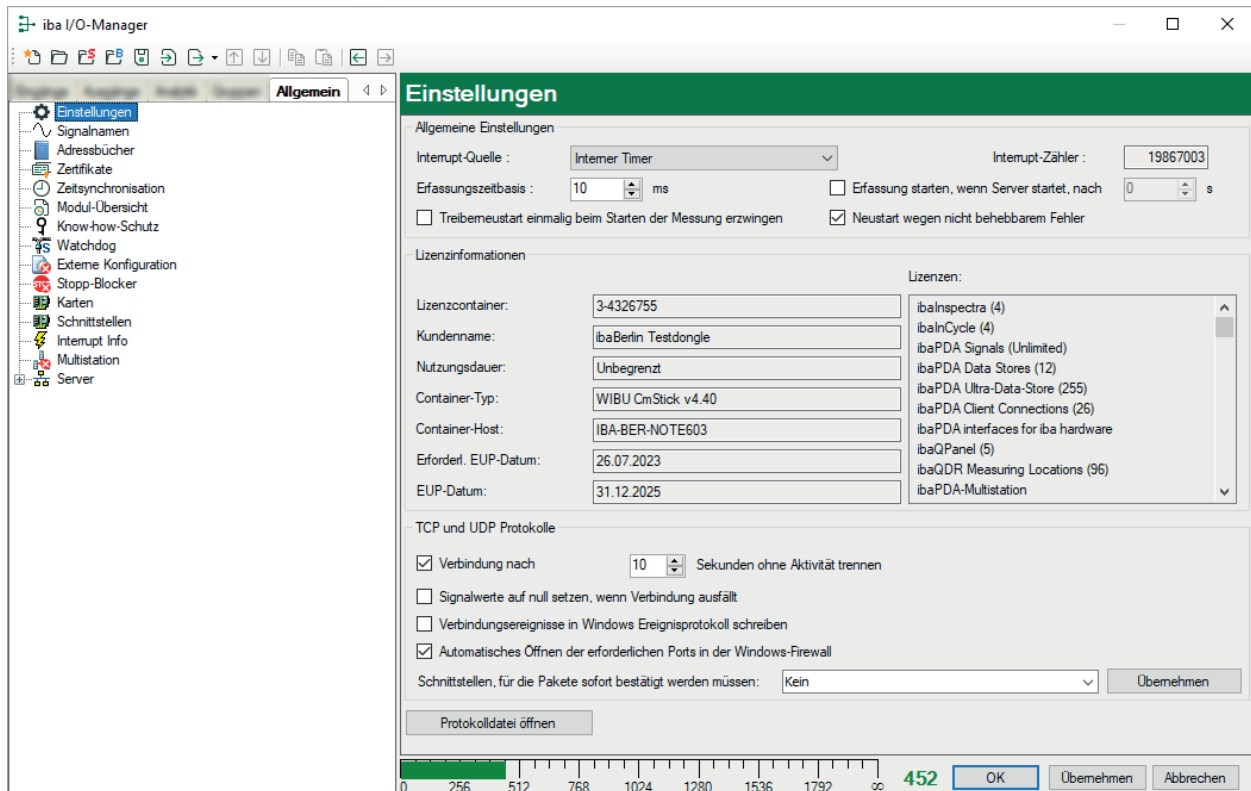 iba I/O-Manager
Allgemein
Einstellungen
Signalnamen
Adressbücher
Zertifikate
Zeitsynchronisation
Modul-Übersicht
Know-how-Schutz
Watchdog
Externe Konfiguration
Stopp-Blocker
Karten
Schnittstellen
Interrupt Info
Multistation
Server
Einstellungen
Allgemeine Einstellungen
Interrupt-Quelle : Interner Timer Interrupt-Zähler : 19867003
Erfassungszeitbasis : 10 ms Erfassung starten, wenn Server startet, nach 0 s
Treiberneustart einmalig beim Starten der Messung erzwingen Neustart wegen nicht behebbarem Fehler
Lizenzinformationen
Lizenzcontainer: 3-4326755
Kundenname: ibaBerlin Testdongle
Nutzungsdauer: Unbegrenzt
Container-Typ: WIBU CmStick v4.40
Container-Host: IBA-BER-NOTE603
Erforderl. EUP-Datum: 26.07.2023
EUP-Datum: 31.12.2025
Lizenzen:
ibaInspectra (4)
ibaInCycle (4)
ibaPDA Signals (Unlimited)
ibaPDA Data Stores (12)
ibaPDA Ultra-Data-Store (255)
ibaPDA Client Connections (26)
ibaPDA interfaces for iba hardware
ibaQPanel (5)
ibaQDR Measuring Locations (96)
ibaPDA-Multistation
TCP und UDP Protokolle
Verbindung nach 10 Sekunden ohne Aktivität trennen
Signalwerte auf null setzen, wenn Verbindung ausfällt
Verbindungsereignisse in Windows Ereignisprotokoll schreiben
Automatisches Öffnen der erforderlichen Ports in der Windows-Firewall
Schnittstellen, für die Pakete sofort bestätigt werden müssen: Kein Übernehmen
Protokolldatei öffnen
0 256 512 768 1024 1280 1536 1792 ∞ 452 OK Übernehmen Abbrechen